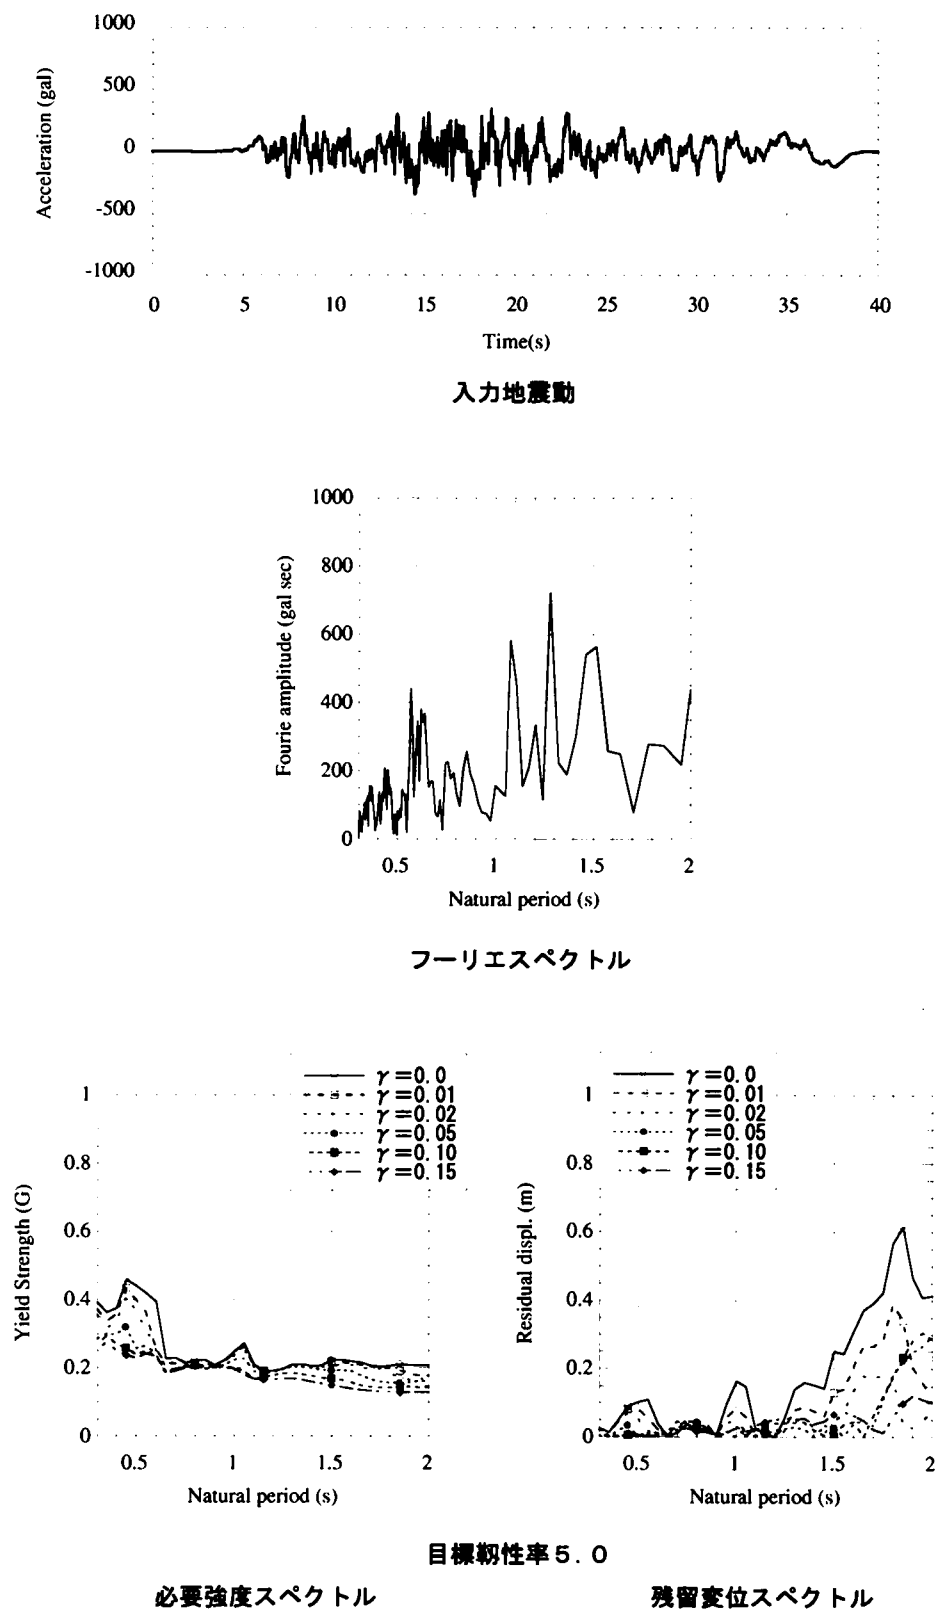 1000
500
0
-500
-1000
Acceleration (gal)
0 5 10 15 20 25 30 35 40
Time(s)
入力地震動
1000
800
600
400
200
0
Fourie amplitude (gal sec)
0.5 1 1.5 2
Natural period (s)
フーリエスペクトル
γ=0.0
γ=0.01
γ=0.02
γ=0.05
γ=0.10
γ=0.15
1
0.8
0.6
0.4
0.2
0
Yield Strength (G)
0.5 1 1.5 2
Natural period (s)
γ=0.0
γ=0.01
γ=0.02
γ=0.05
γ=0.10
γ=0.15
1
0.8
0.6
0.4
0.2
0
Residual displ. (m)
0.5 1 1.5 2
Natural period (s)
目標靱性率5.0
必要強度スペクトル
残留変位スペクトル